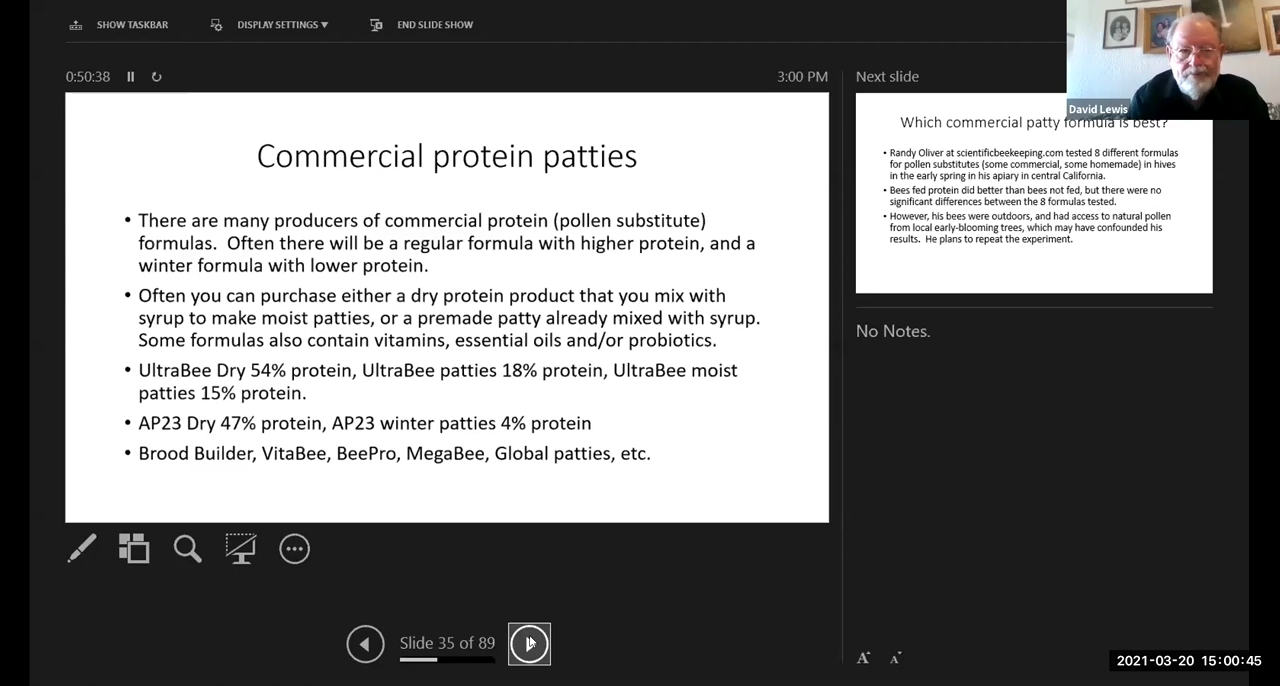 SHOW TASKBAR
DISPLAY SETTINGS ▼
END SLIDE SHOW
0:50:38
3:00 PM
Next slide
David Lewis
Commercial protein patties
• There are many producers of commercial protein (pollen substitute)
formulas. Often there will be a regular formula with higher protein, and a
winter formula with lower protein.
• Often you can purchase either a dry protein product that you mix with
syrup to make moist patties, or a premade patty already mixed with syrup.
Some formulas also contain vitamins, essential oils and/or probiotics.
• UltraBee Dry 54% protein, UltraBee patties 18% protein, UltraBee moist
patties 15% protein.
• AP23 Dry 47% protein, AP23 winter patties 4% protein
• Brood Builder, VitaBee, BeePro, MegaBee, Global patties, etc.
Which commercial patty formula is best?
• Randy Oliver at scientificbeekeeping.com tested 8 different formulas
for pollen substitutes (some commercial, some homemade) in hives
in the early spring in his apiary in central California.
• Bees fed protein did better than bees not fed, but there were no
significant differences between the 8 formulas tested.
• However, his bees were outdoors, and had access to natural pollen
from local early-blooming trees, which may have confounded his
results. He plans to repeat the experiment.
No Notes.
Slide 35 of 89
A A
2021-03-20 15:00:45